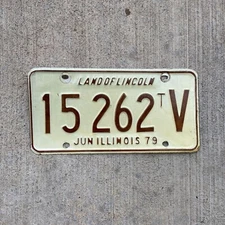 LAND OF LINCOLN
15 262 T V
JUN ILLINOIS 79